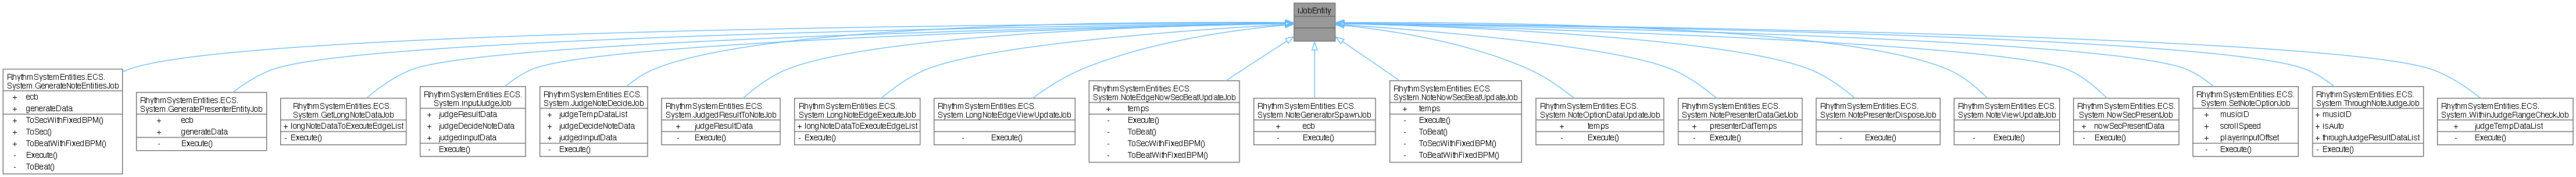 IJobEntity
RhythmSystemEntities.ECS.
System.GenerateNoteEntitiesJob
+ ecb
+ generateData
+ ToSecWithFixedBPM()
+ ToSec()
+ ToBeatWithFixedBPM()
- Execute()
- ToBeat()
RhythmSystemEntities.ECS.
System.GeneratePresenterEntityJob
+ ecb
+ generateData
- Execute()
RhythmSystemEntities.ECS.
System.GetLongNoteDataJob
+ longNoteDataToExecuteEdgeList
- Execute()
RhythmSystemEntities.ECS.
System.InputJudgeJob
+ judgeResultData
+ judgeDecideNoteData
+ judgedInputData
- Execute()
RhythmSystemEntities.ECS.
System.JudgeNoteDecideJob
+ judgeTempDataList
+ judgeDecideNoteData
+ judgedInputData
- Execute()
RhythmSystemEntities.ECS.
System.JudgedResultToNoteJob
+ judgeResultData
- Execute()
RhythmSystemEntities.ECS.
System.LongNoteEdgeExecuteJob
+ longNoteDataToExecuteEdgeList
- Execute()
RhythmSystemEntities.ECS.
System.LongNoteEdgeViewUpdateJob
- Execute()
RhythmSystemEntities.ECS.
System.NoteEdgeNowSecBeatUpdateJob
+ temps
- Execute()
- ToBeat()
- ToSecWithFixedBPM()
- ToBeatWithFixedBPM()
RhythmSystemEntities.ECS.
System.NoteGeneratorSpawnJob
+ ecb
- Execute()
RhythmSystemEntities.ECS.
System.NoteNowSecBeatUpdateJob
+ temps
- Execute()
- ToBeat()
- ToSecWithFixedBPM()
- ToBeatWithFixedBPM()
RhythmSystemEntities.ECS.
System.NoteOptionDataUpdateJob
+ temps
- Execute()
RhythmSystemEntities.ECS.
System.NotePresenterDataGetJob
+ presenterDatTemps
- Execute()
RhythmSystemEntities.ECS.
System.NotePresenterDisposeJob
- Execute()
RhythmSystemEntities.ECS.
System.NoteViewUpdateJob
- Execute()
RhythmSystemEntities.ECS.
System.NowSecPresentJob
+ nowSecPresentData
- Execute()
RhythmSystemEntities.ECS.
System.SetNoteOptionJob
+ musicID
+ scrollSpeed
+ playerInputOffset
- Execute()
RhythmSystemEntities.ECS.
System.ThroughNoteJudgeJob
+ musicID
+ isAuto
+ throughJudgeResultDataList
- Execute()
RhythmSystemEntities.ECS.
System.WithinJudgeRangeCheckJob
+ judgeTempDataList
- Execute()